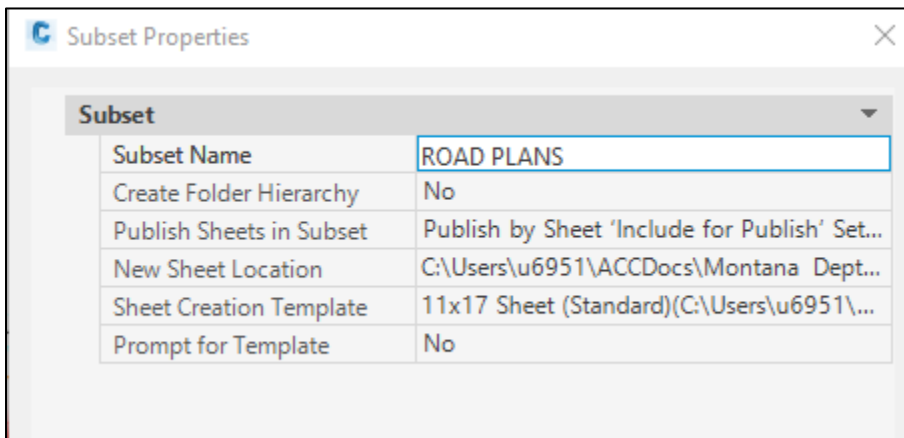 Subset Properties
Subset
Subset Name ROAD PLANS
Create Folder Hierarchy No
Publish Sheets in Subset Publish by Sheet ‘Include for Publish’ Set...
New Sheet Location C:\Users\u6951\ACCDocs\Montana Dept...
Sheet Creation Template 11x17 Sheet (Standard)(C:\Users\u6951\...
Prompt for Template No